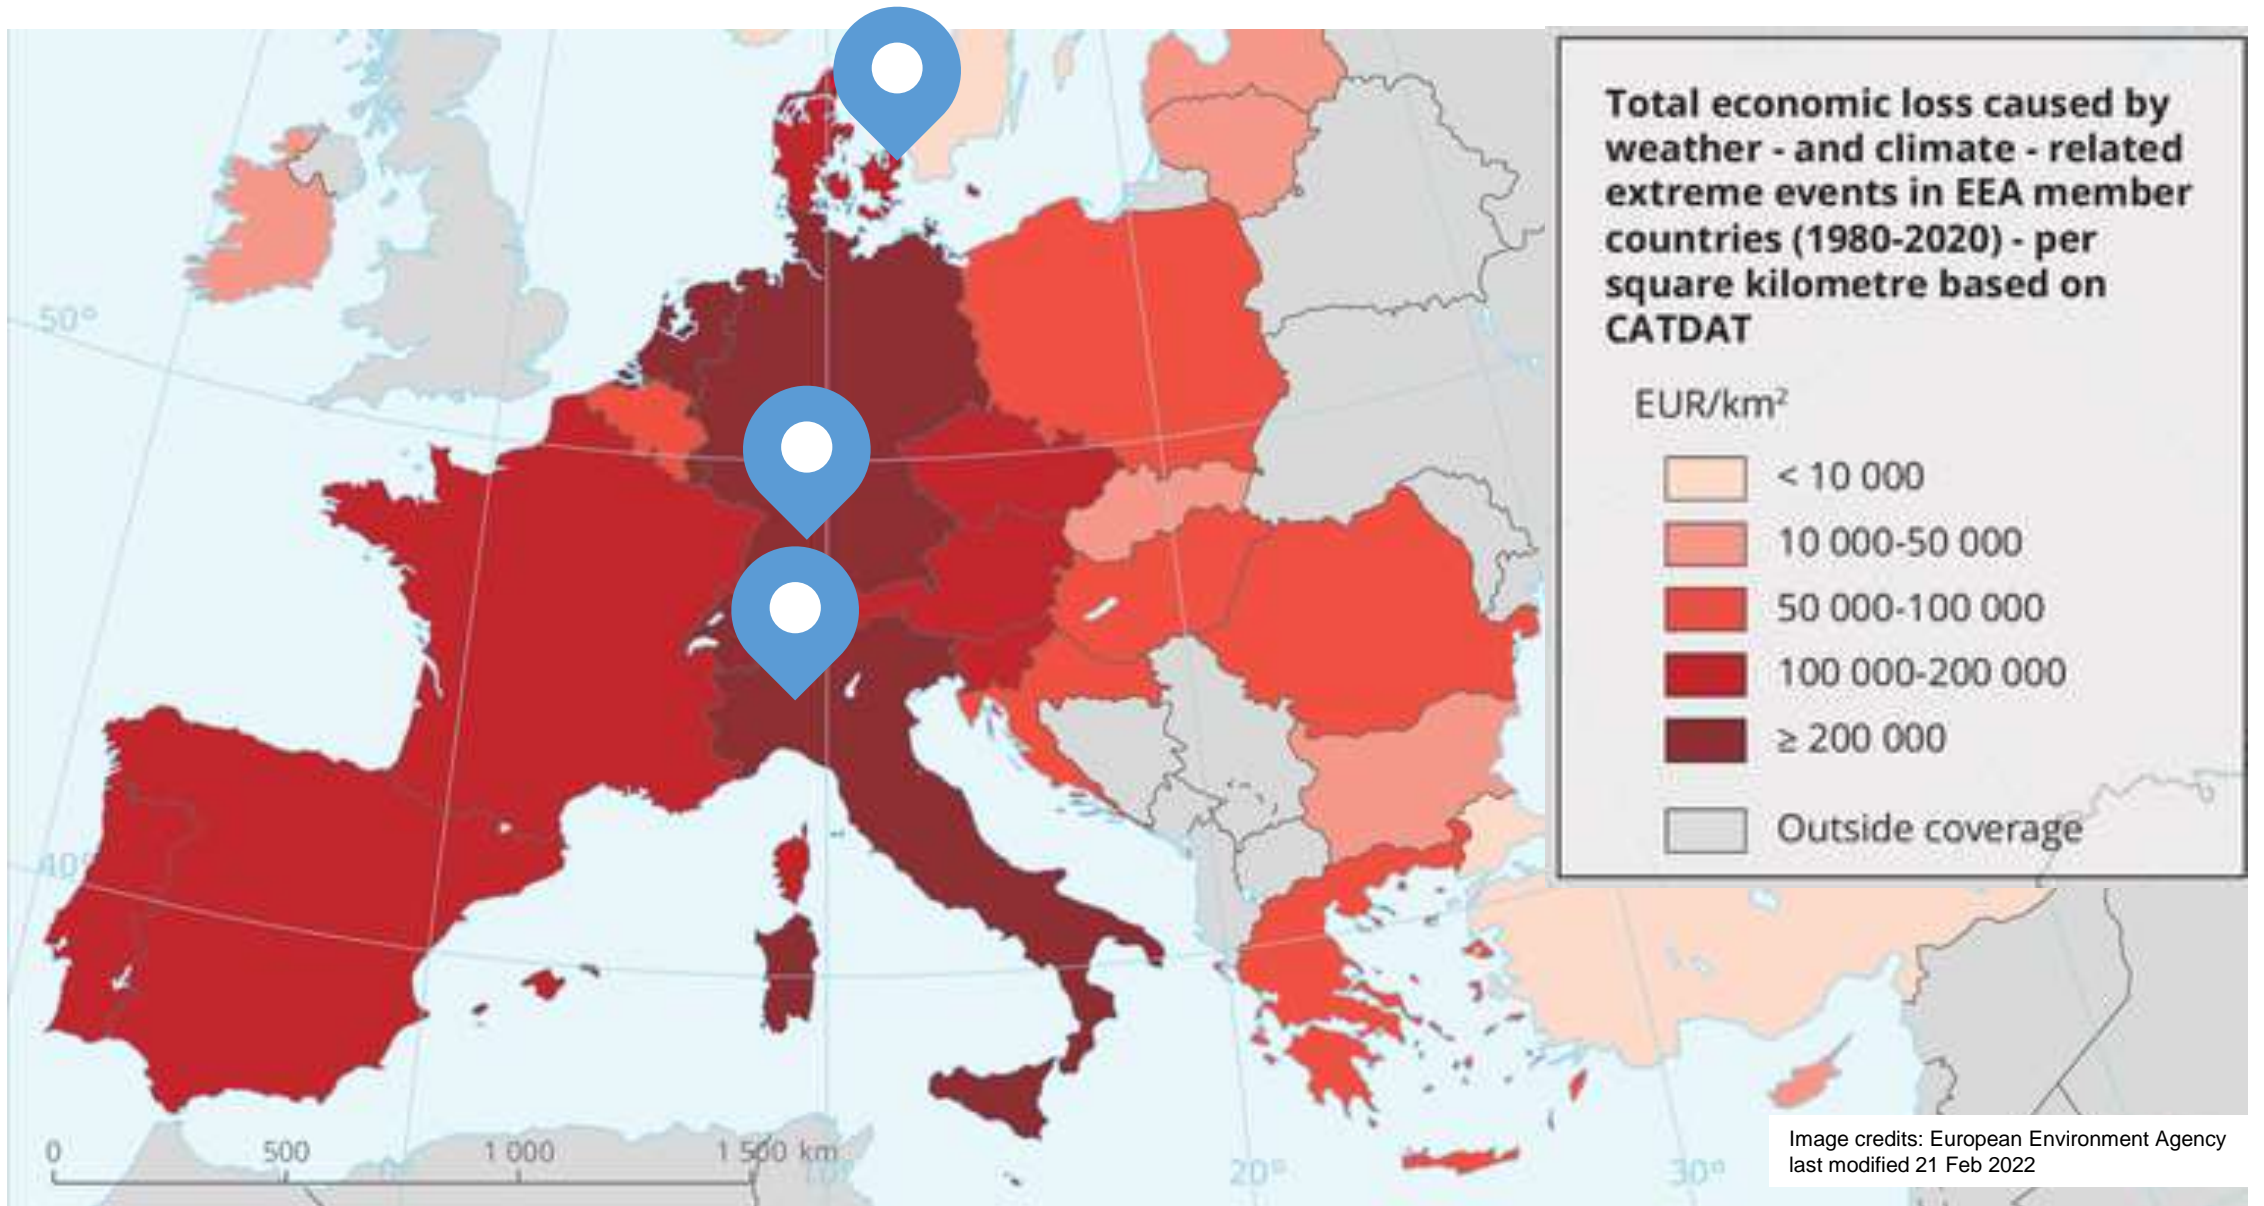 Total economic loss caused by
weather - and climate - related
extreme events in EEA member
countries (1980-2020) - per
square kilometre based on
CATDAT
EUR/km²
< 10 000
10 000-50 000
50 000-100 000
100 000-200 000
≥ 200 000
Outside coverage
50°
40°
0 500 1 000 1 500 km
20°
30°
Image credits: European Environment Agency
last modified 21 Feb 2022